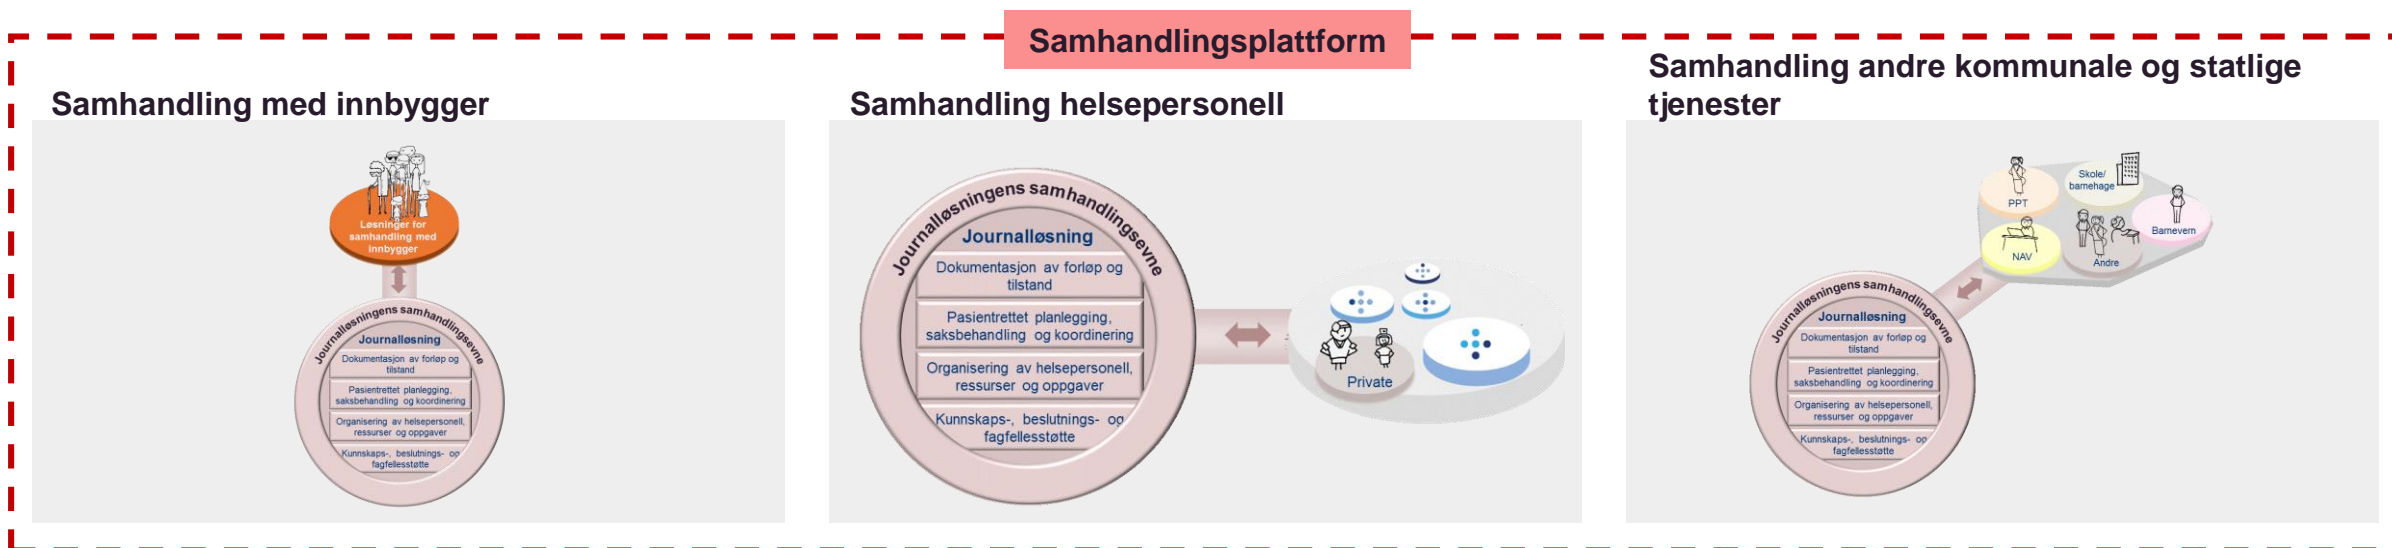 Samhandlingsplattform
Samhandling med innbygger
Løsninger for
samhandling med
innbygger
Journalløsningens samhandlingsevne
Journalløsning
Dokumentasjon av forløp og
tilstand
Pasientrettet planlegging,
saksbehandling og koordinering
Organisering av helsepersonell,
ressurser og oppgaver
Kunnskaps-, beslutnings- og
fagfellesstøtte
Samhandling helsepersonell
Journalløsningens samhandlingsevne
Journalløsning
Dokumentasjon av forløp og
tilstand
Pasientrettet planlegging,
saksbehandling og koordinering
Organisering av helsepersonell,
ressurser og oppgaver
Kunnskaps-, beslutnings- og
fagfellesstøtte
Private
Samhandling andre kommunale og statlige
tjenester
PPT
Skole/
barnehage
Barnevern
NAV
Andre
Journalløsningens samhandlingsevne
Journalløsning
Dokumentasjon av forløp og
tilstand
Pasientrettet planlegging,
saksbehandling og koordinering
Organisering av helsepersonell,
ressurser og oppgaver
Kunnskaps-, beslutnings- og
fagfellesstøtte